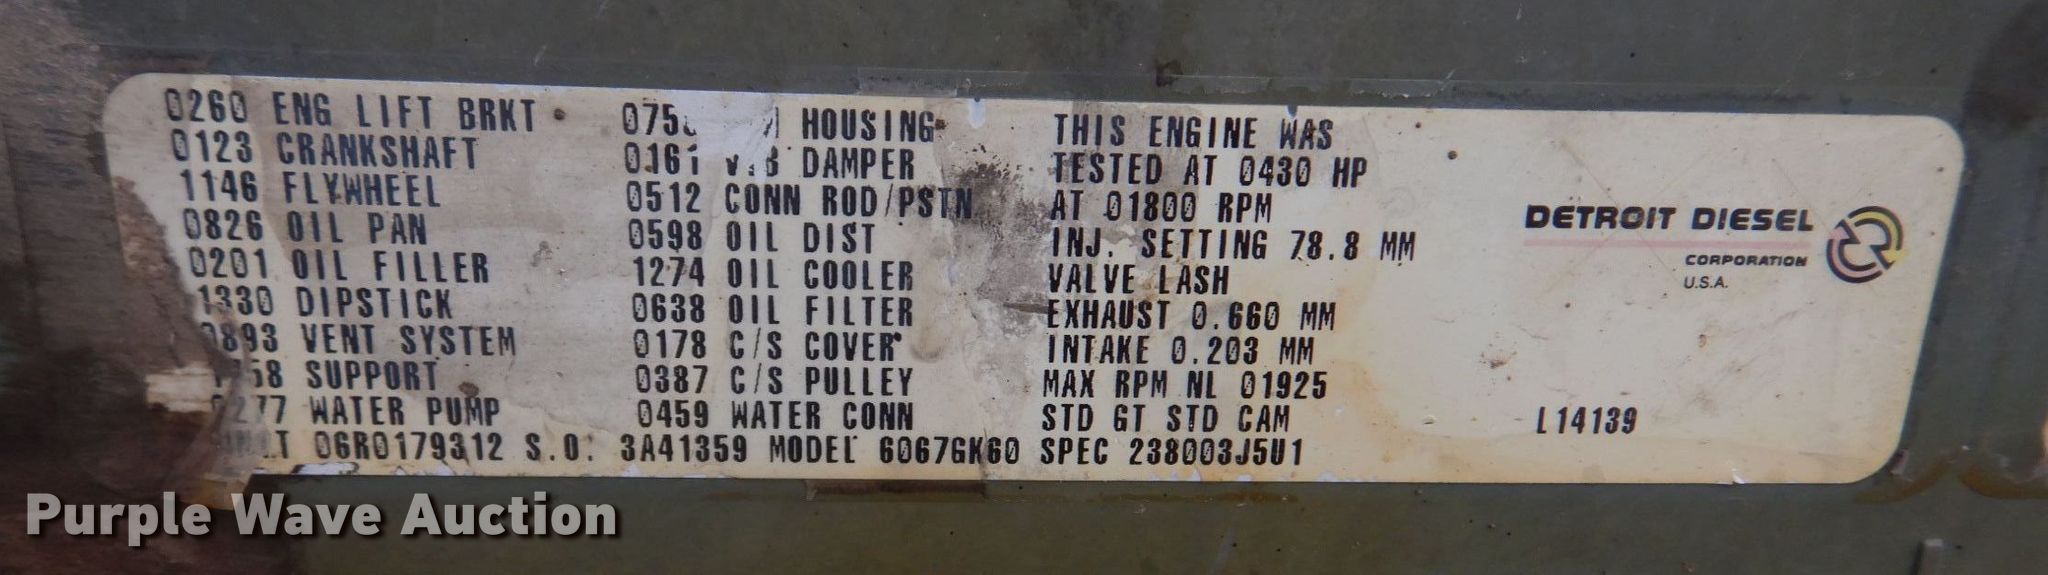 0260 ENG LIFT BRKT
0123 CRANKSHAFT
1146 FLYWHEEL
0826 OIL PAN
0201 OIL FILLER
1330 DIPSTICK
0893 VENT SYSTEM
SUPPORT
0277 WATER PUMP
HOUSING
0161 VIB DAMPER
0512 CONN ROD/PSTN
0598 OIL DIST
1274 OIL COOLER
0638 OIL FILTER
0178 C/S COVER
0387 C/S PULLEY
0459 WATER CONN
THIS ENGINE WAS
TESTED AT 0430 HP
AT 01800 RPM
INJ. SETTING 78.8 MM
VALVE LASH
EXHAUST 0.660 MM
INTAKE 0.203 MM
MAX RPM NL 01925
STD GT STD CAM
UNIT 06R0179312 S.O. 3A41359 MODEL 6067GK60 SPEC 238003J5U1
DETROIT DIESEL
CORPORATION
U.S.A.
L14139
Purple Wave Auction